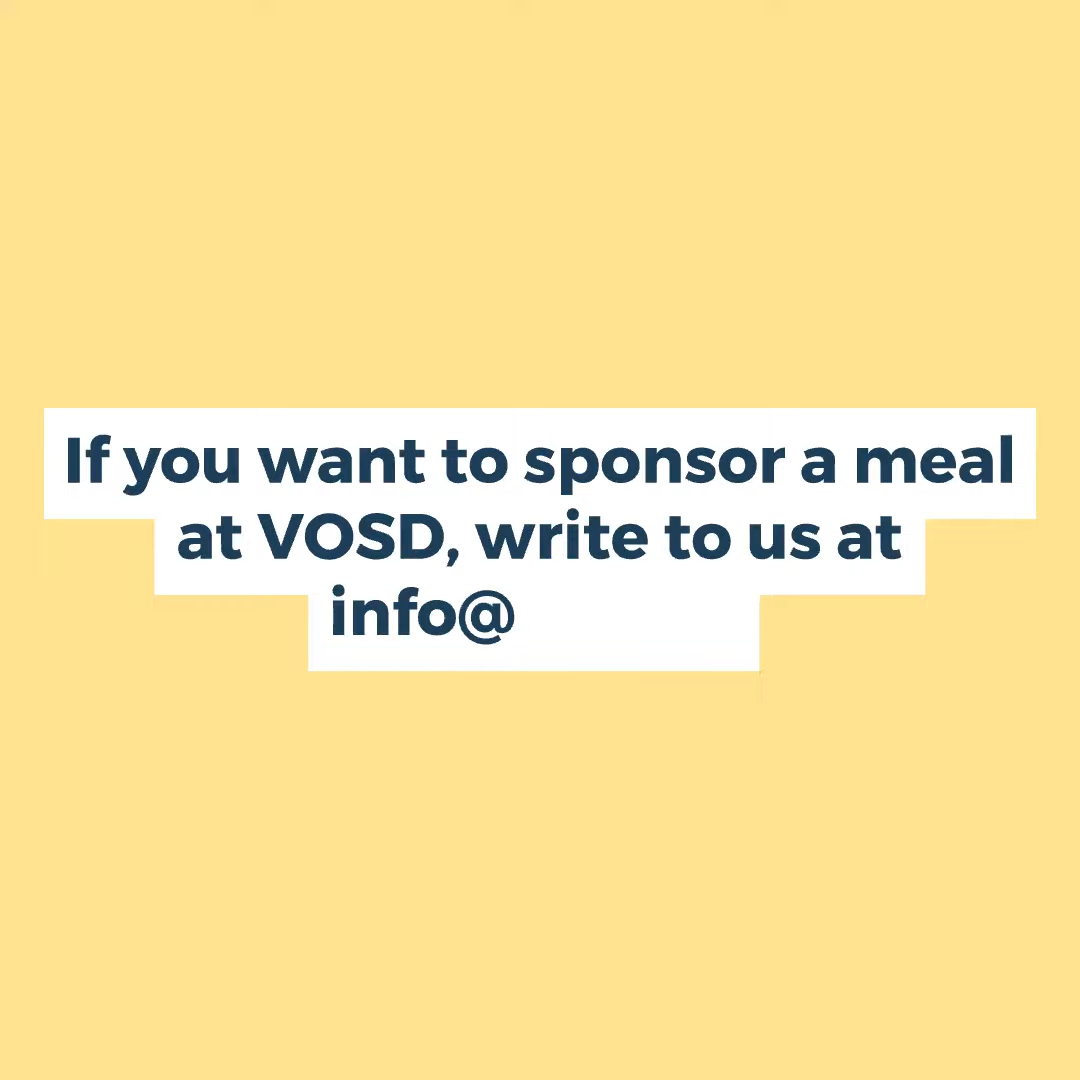 If you want to sponsor a meal
at VOSD, write to us at
info@